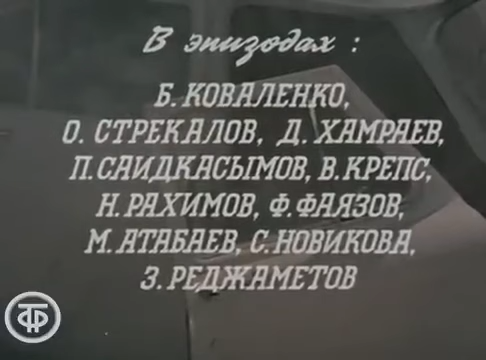 В эпизодах:
Б. КОВАЛЕНКО,
О. СТРЕКАЛОВ, Д. ХАМРАЕВ,
П. САИДКАСЫМОВ, В. КРЕПС,
Н. РАХИМОВ, Ф. ФАЯЗОВ,
М. АТАБАЕВ, С. НОВИКОВА,
З. РЕДЖАМЕТОВ